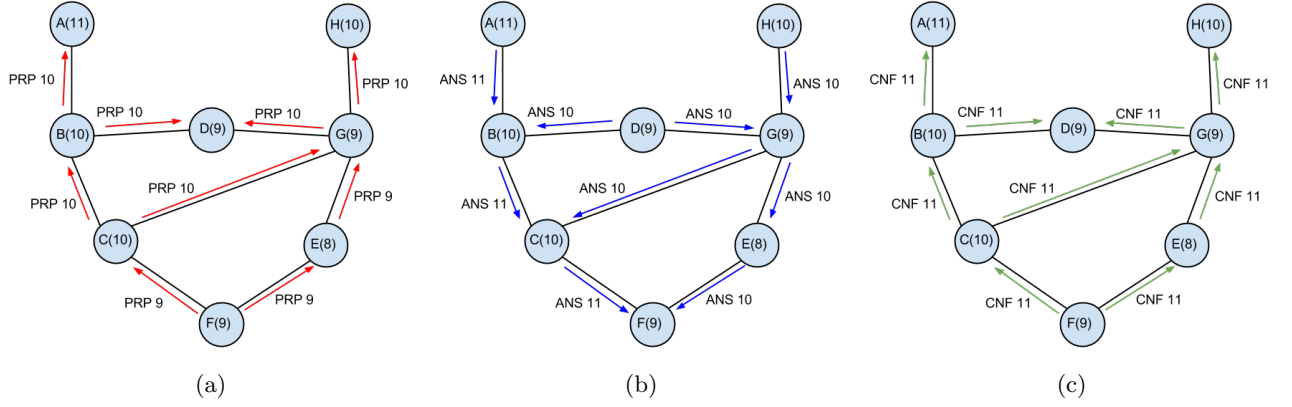 A(11)
H(10)
PRP 10
PRP 10
PRP 10
PRP 10
B(10)
D(9)
G(9)
PRP 10
PRP 10
PRP 9
C(10)
E(8)
PRP 9
PRP 9
F(9)
(a)
A(11)
H(10)
ANS 11
ANS 10
ANS 10
ANS 10
B(10)
D(9)
G(9)
ANS 10
ANS 11
ANS 10
C(10)
E(8)
ANS 11
ANS 10
F(9)
(b)
A(11)
H(10)
CNF 11
CNF 11
CNF 11
CNF 11
B(10)
D(9)
G(9)
CNF 11
CNF 11
CNF 11
C(10)
E(8)
CNF 11
CNF 11
F(9)
(c)